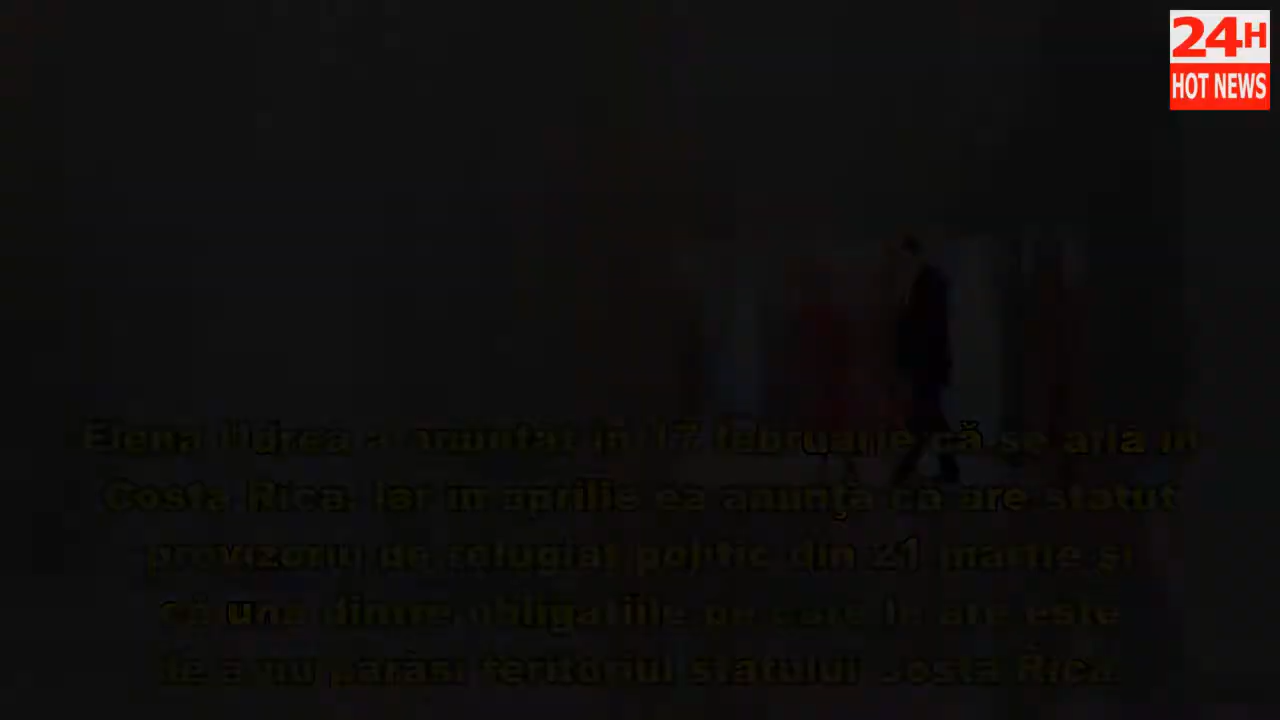 24H
HOT NEWS
Elena Udrea a anunțat în 17 februarie că se află în
Costa Rica. Iar în aprilie ea anunța că are statut
provizoriu de refugiat politic din 21 martie și
că una dintre obligațiile pe care le are este
de a nu părăsi teritoriul statului Costa Rica.